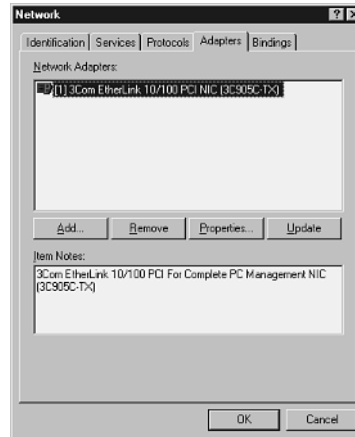 Network
Identification Services Protocols Adapters Bindings
Network Adapters:
[1] 3Com EtherLink 10/100 PCI NIC (3C905C-TX)
Add... Remove Properties... Update
Item Notes:
3Com EtherLink 10/100 PCI For Complete PC Management NIC
(3C905C-TX)
OK Cancel